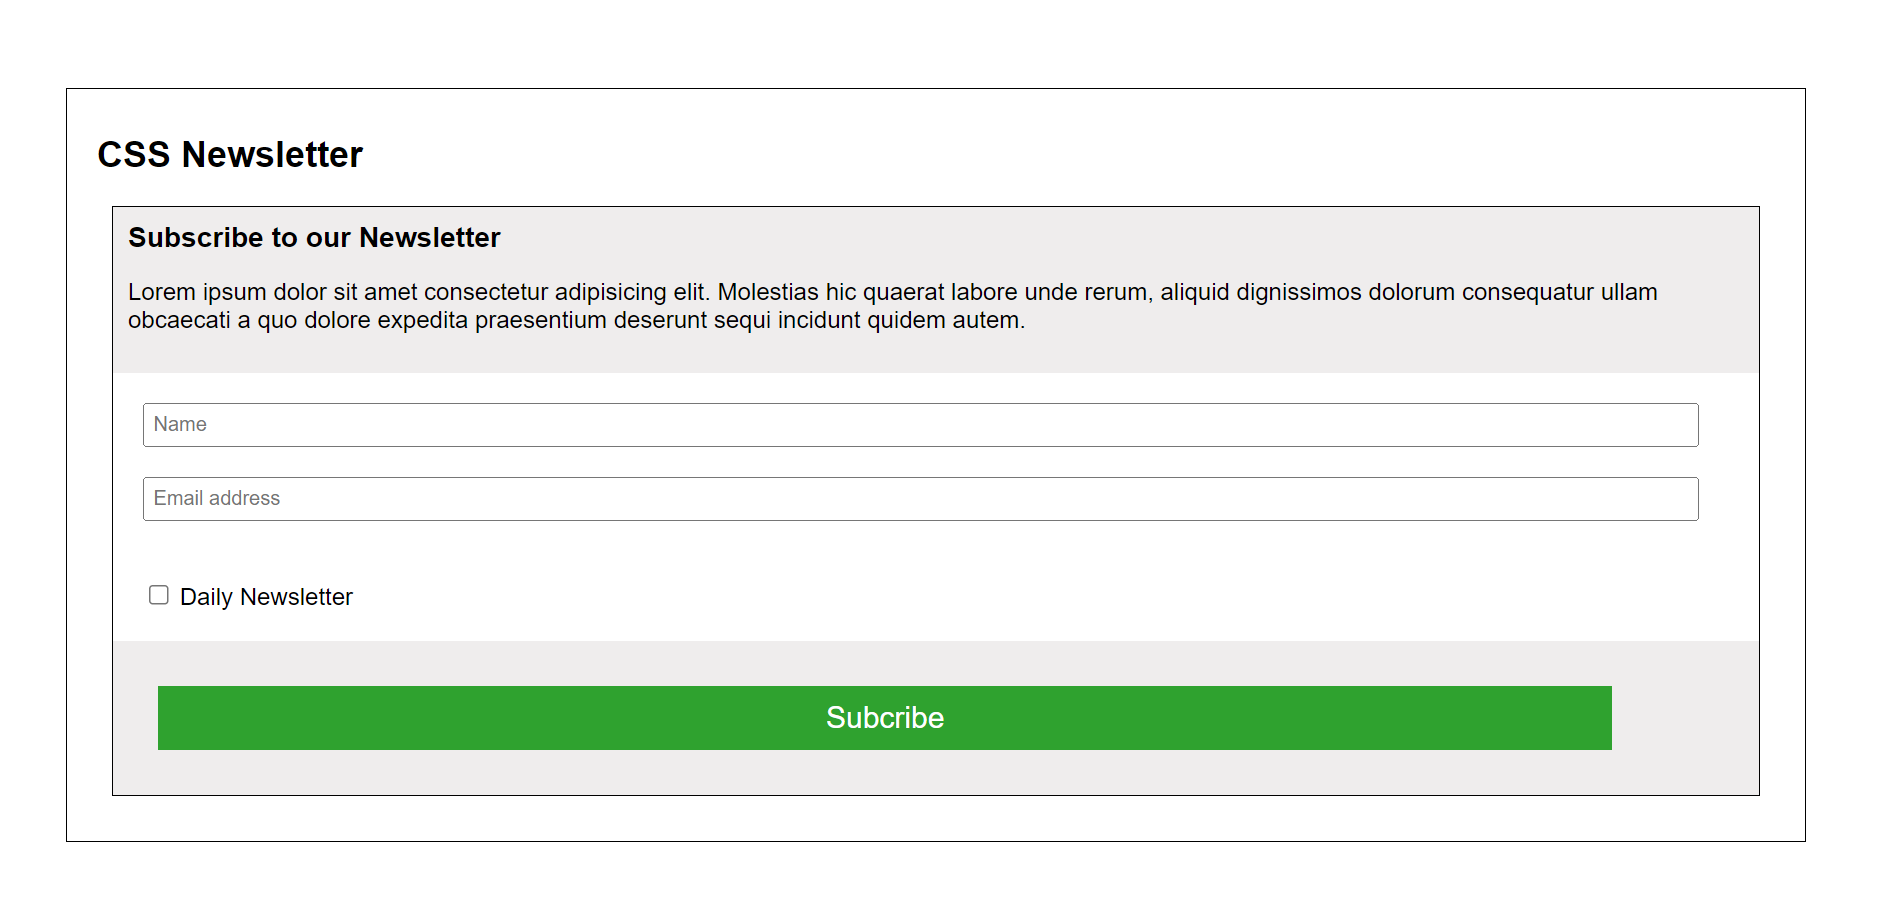 CSS Newsletter
Subscribe to our Newsletter
Lorem ipsum dolor sit amet consectetur adipisicing elit. Molestias hic quaerat labore unde rerum, aliquid dignissimos dolorum consequatur ullam
obcaecati a quo dolore expedita praesentium deserunt sequi incidunt quidem autem.
Name
Email address
Daily Newsletter
Subcribe